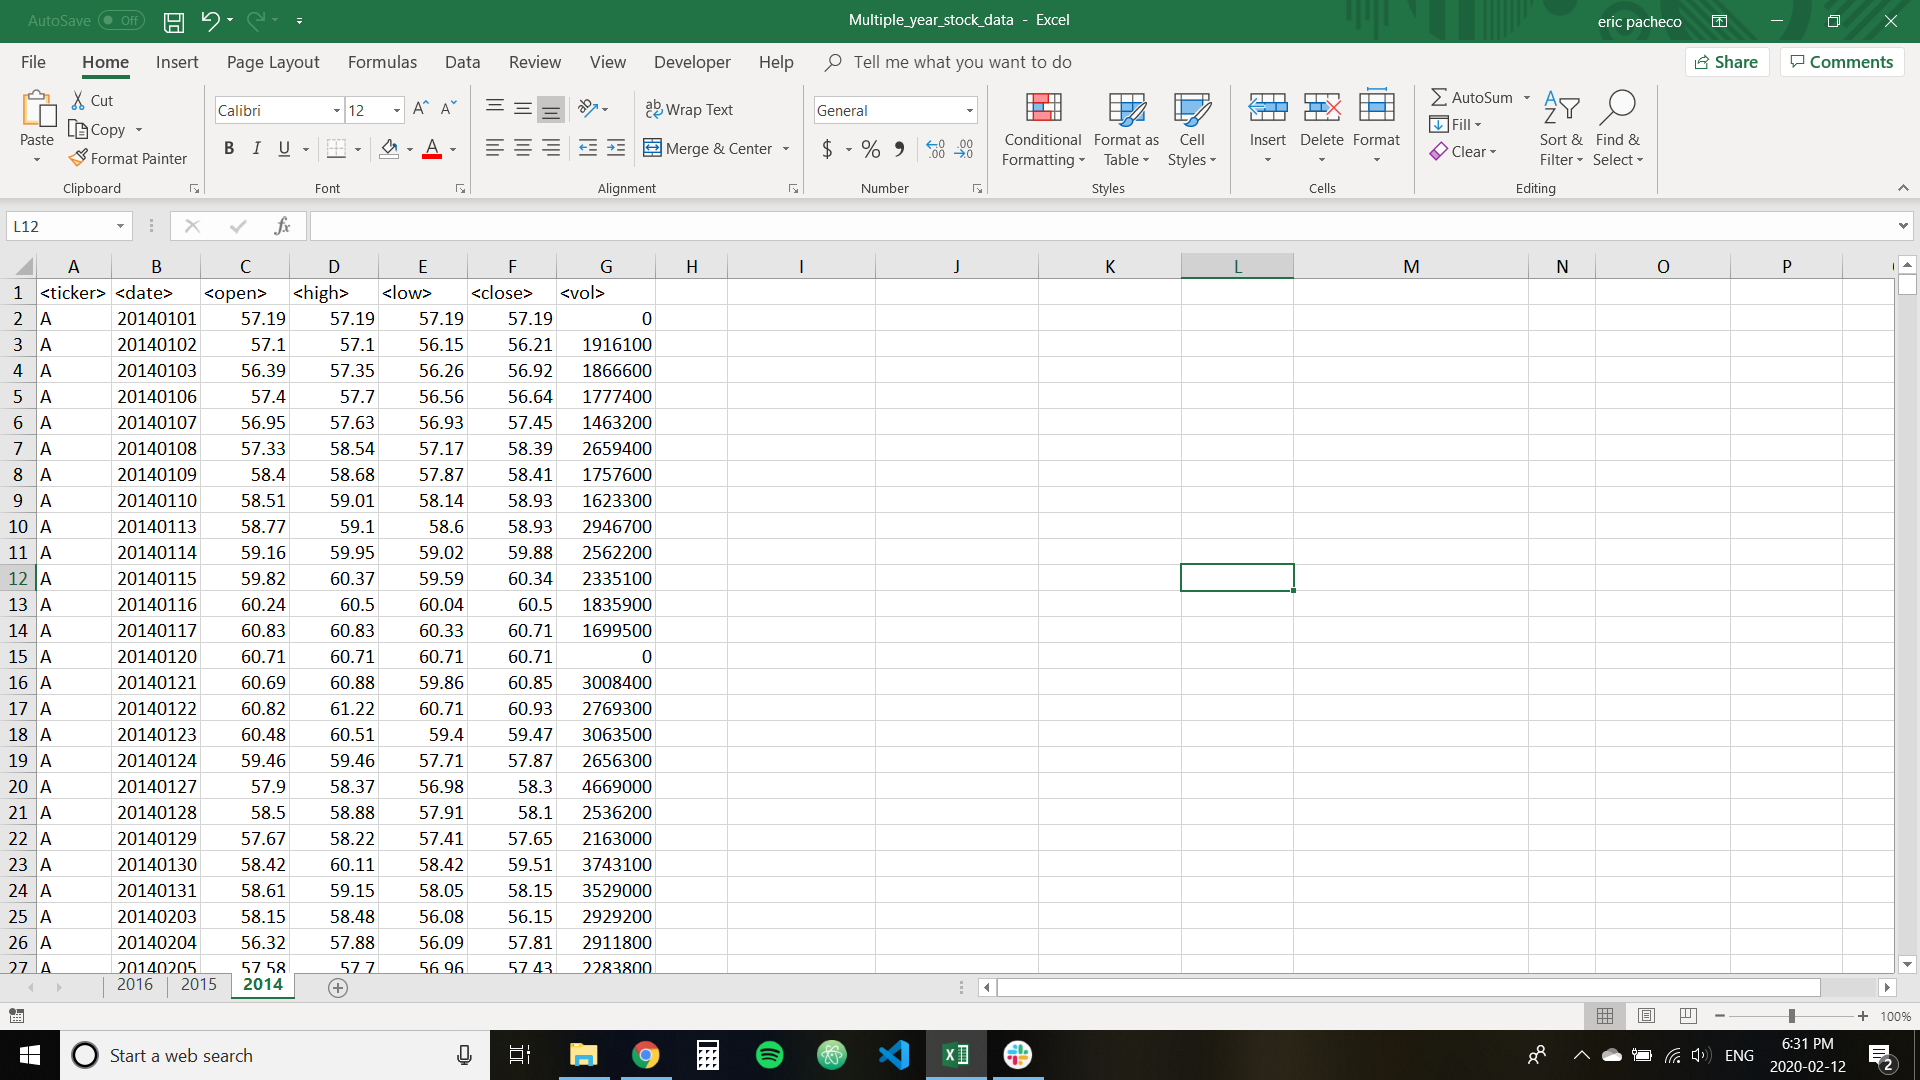 AutoSave Off
Multiple_year_stock_data - Excel
eric pacheco
File Home Insert Page Layout Formulas Data Review View Developer Help Tell me what you want to do Share Comments
Paste
Cut
Copy
Format Painter
Clipboard
Calibri 12
B I U
Font
Wrap Text
Merge & Center
Alignment
General
$ % 9
Number
Conditional Formatting
Format as Table
Cell Styles
Styles
Insert Delete Format
Cells
AutoSum
Fill
Clear
Sort & Filter
Find & Select
Editing
L12 fx
A B C D E F G H I J K L M N O P
1 <ticker> <date> <open> <high> <low> <close> <vol>
2 A 20140101 57.19 57.19 57.19 57.19 0
3 A 20140102 57.1 57.1 56.15 56.21 1916100
4 A 20140103 56.39 57.35 56.26 56.92 1866600
5 A 20140106 57.4 57.7 56.56 56.64 1777400
6 A 20140107 56.95 57.63 56.93 57.45 1463200
7 A 20140108 57.33 58.54 57.17 58.39 2659400
8 A 20140109 58.4 58.68 57.87 58.41 1757600
9 A 20140110 58.51 59.01 58.14 58.93 1623300
10 A 20140113 58.77 59.1 58.6 58.93 2946700
11 A 20140114 59.16 59.95 59.02 59.88 2562200
12 A 20140115 59.82 60.37 59.59 60.34 2335100
13 A 20140116 60.24 60.5 60.04 60.5 1835900
14 A 20140117 60.83 60.83 60.33 60.71 1699500
15 A 20140120 60.71 60.71 60.71 60.71 0
16 A 20140121 60.69 60.88 59.86 60.85 3008400
17 A 20140122 60.82 61.22 60.71 60.93 2769300
18 A 20140123 60.48 60.51 59.4 59.47 3063500
19 A 20140124 59.46 59.46 57.71 57.87 2656300
20 A 20140127 57.9 58.37 56.98 58.3 4669000
21 A 20140128 58.5 58.88 57.91 58.1 2536200
22 A 20140129 57.67 58.22 57.41 57.65 2163000
23 A 20140130 58.42 60.11 58.42 59.51 3743100
24 A 20140131 58.61 59.15 58.05 58.15 3529000
25 A 20140203 58.15 58.48 56.08 56.15 2929200
26 A 20140204 56.32 57.88 56.09 57.81 2911800
27 A 20140205 57.58 57.7 56.96 57.43 2283800
2016 2015 2014
100%
Start a web search
ENG
6:31 PM
2020-02-12
2